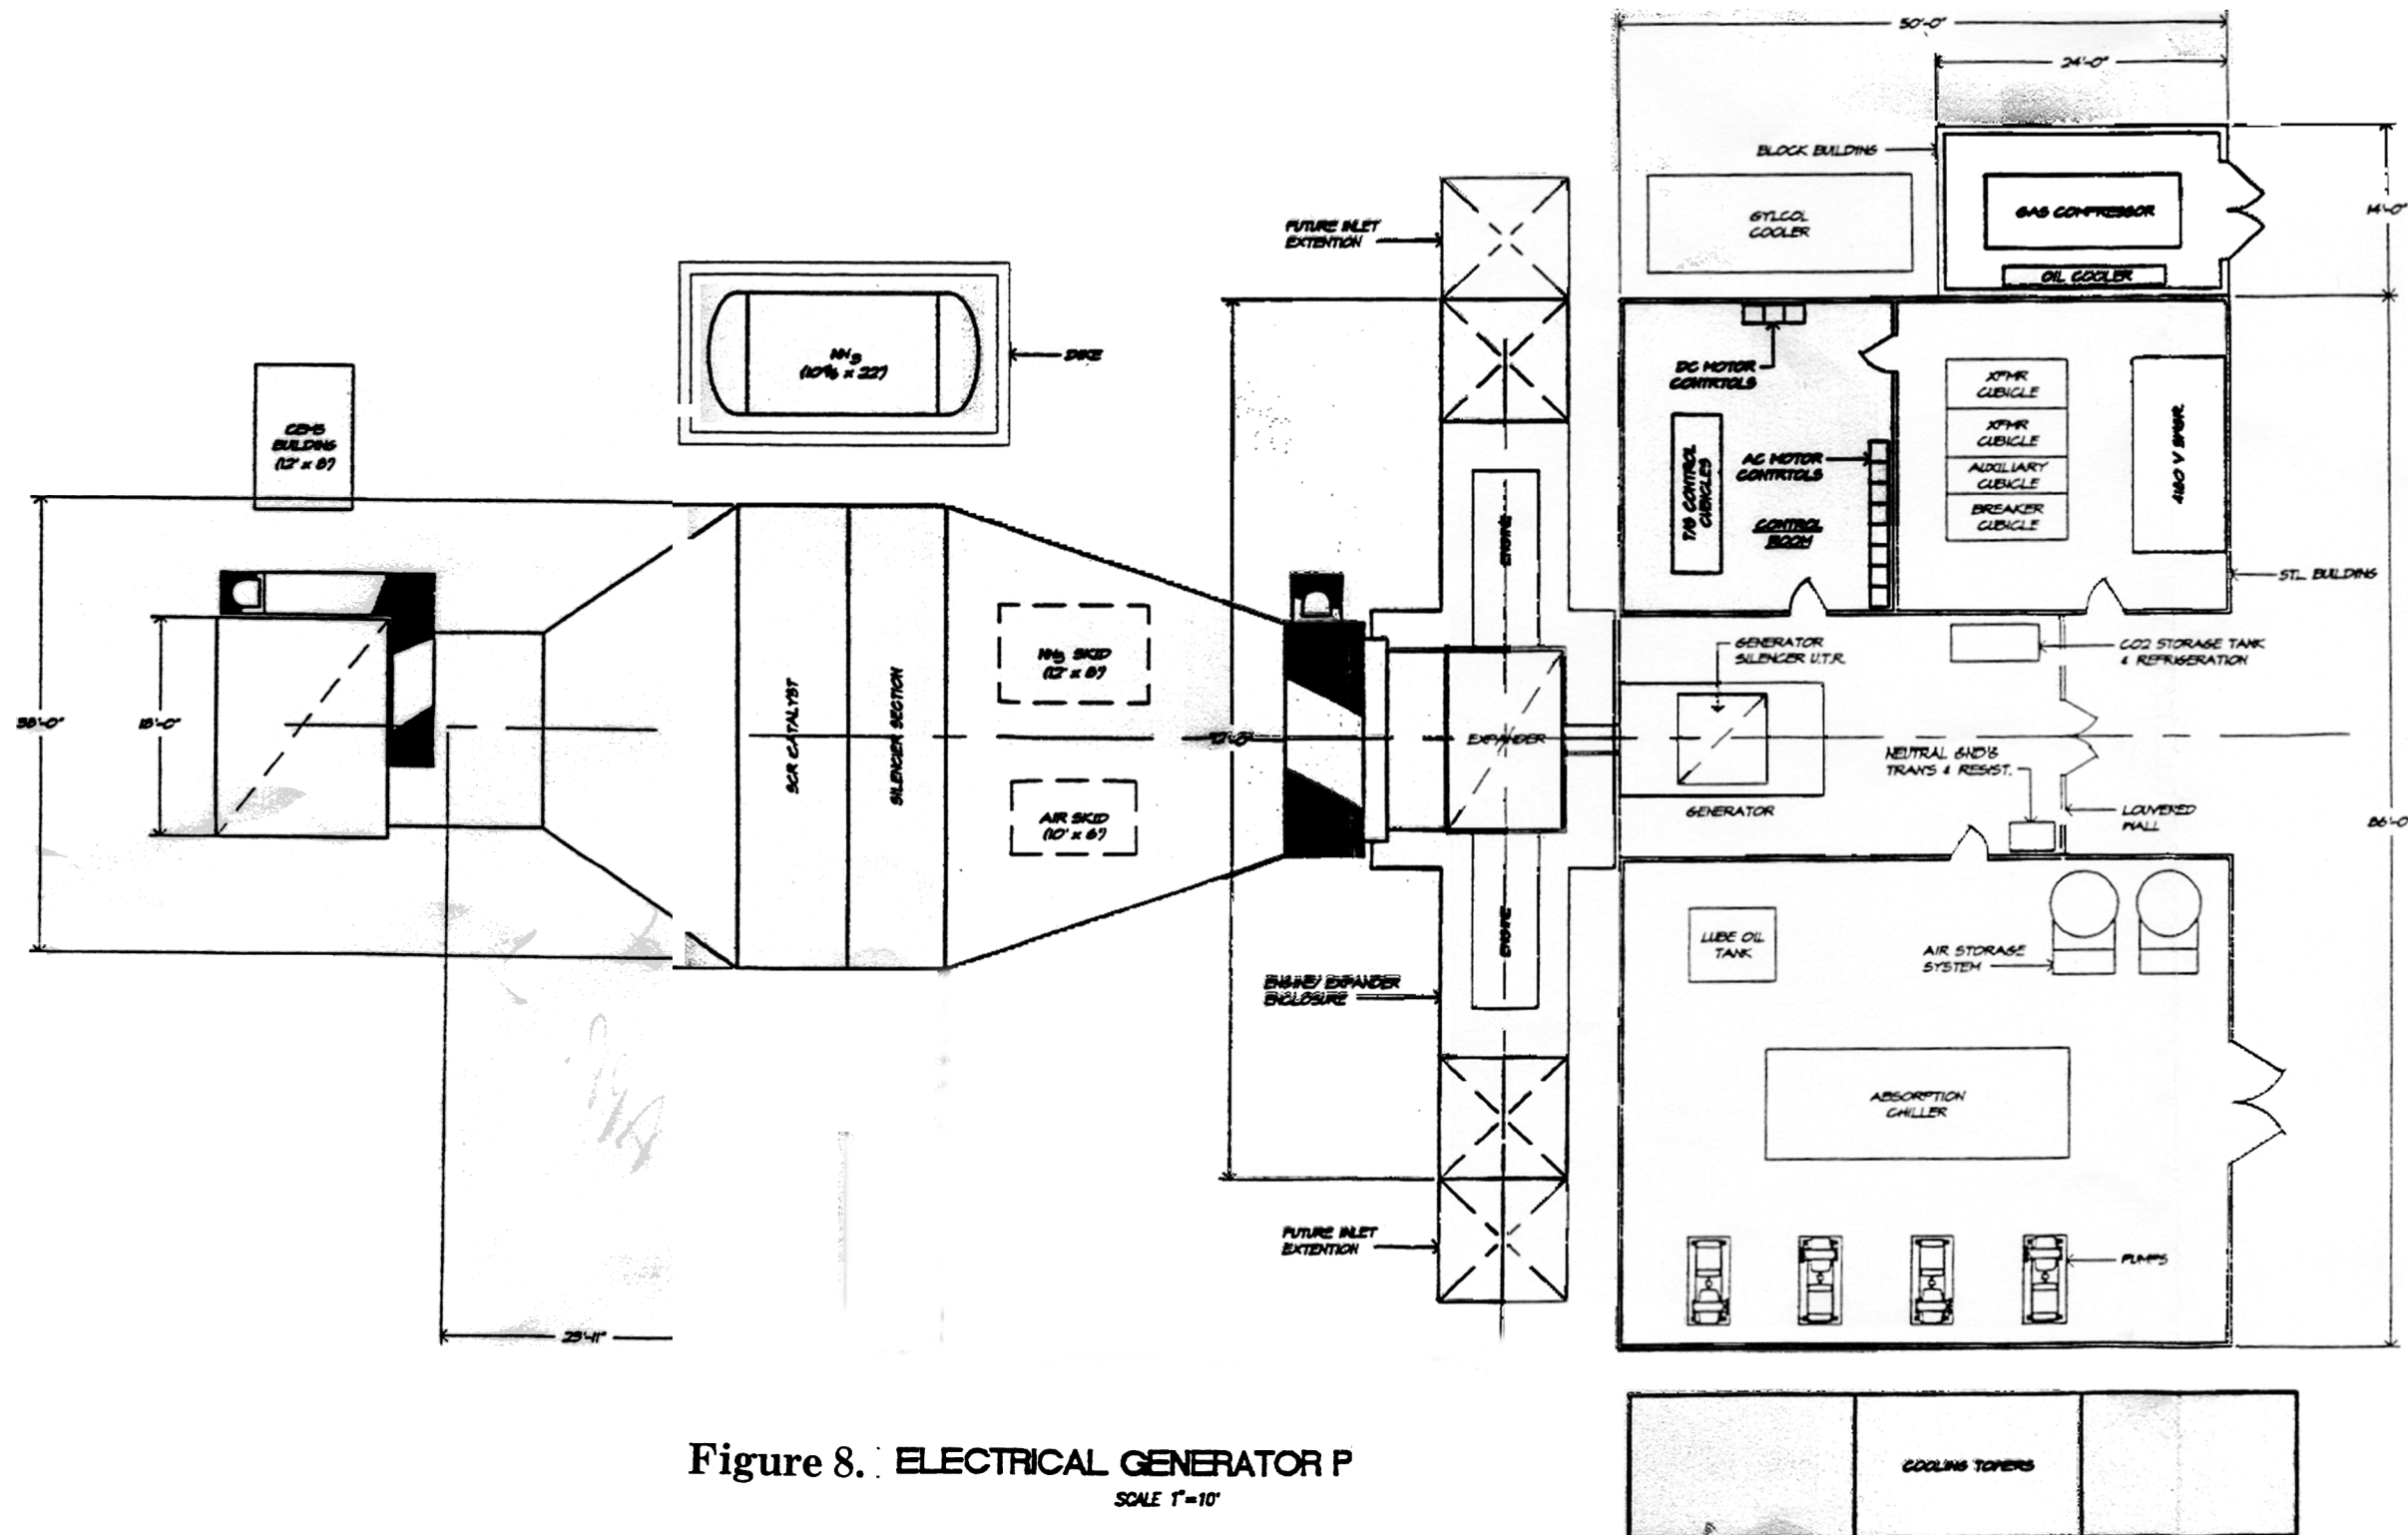 50'-0"
24'-0"
BLOCK BUILDING
14'-0"
GYLCOL
COOLER
GAS COMPRESSOR
OIL COOLER
FUTURE INLET
EXTENTION
NH3
DIKE
CEMS
BUILDING
(12' x 8')
DC MOTOR
CONTRTOLS
XFMR
CUBICLE
XFMR
CUBICLE
AUXILIARY
CUBICLE
BREAKER
CUBICLE
4160 V SWGR.
T/G CONTROL
CUBICLES
AC MOTOR
CONTRTOLS
CONTROL
ROOM
STL. BUILDING
ENGINE
NH3 SKID
(12' x 8')
GENERATOR
SILENCER U.T.R.
CO2 STORAGE TANK
& REFRIGERATION
38'-0"
18'-0"
SCR CATALYST
SILENCER SECTION
EXPANDER
NEUTRAL GND'G
TRANS & RESIST.
AIR SKID
(10' x 6')
GENERATOR
LOUVERED
WALL
86'-0
LUBE OIL
TANK
AIR STORAGE
SYSTEM
ENGINE
ENGINE/ EXPANDER
ENCLOSURE
ABSORPTION
CHILLER
FUTURE INLET
EXTENTION
PUMPS
23'-11"
Figure 8. ELECTRICAL GENERATOR P
SCALE 1"=10'
COOLING TOWERS